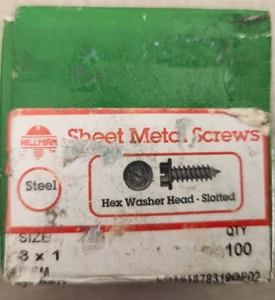 HILLMAN
Sheet Metal Screws
Steel
Hex Washer Head - Slotted
SIZE
QTY
8 x 1
100